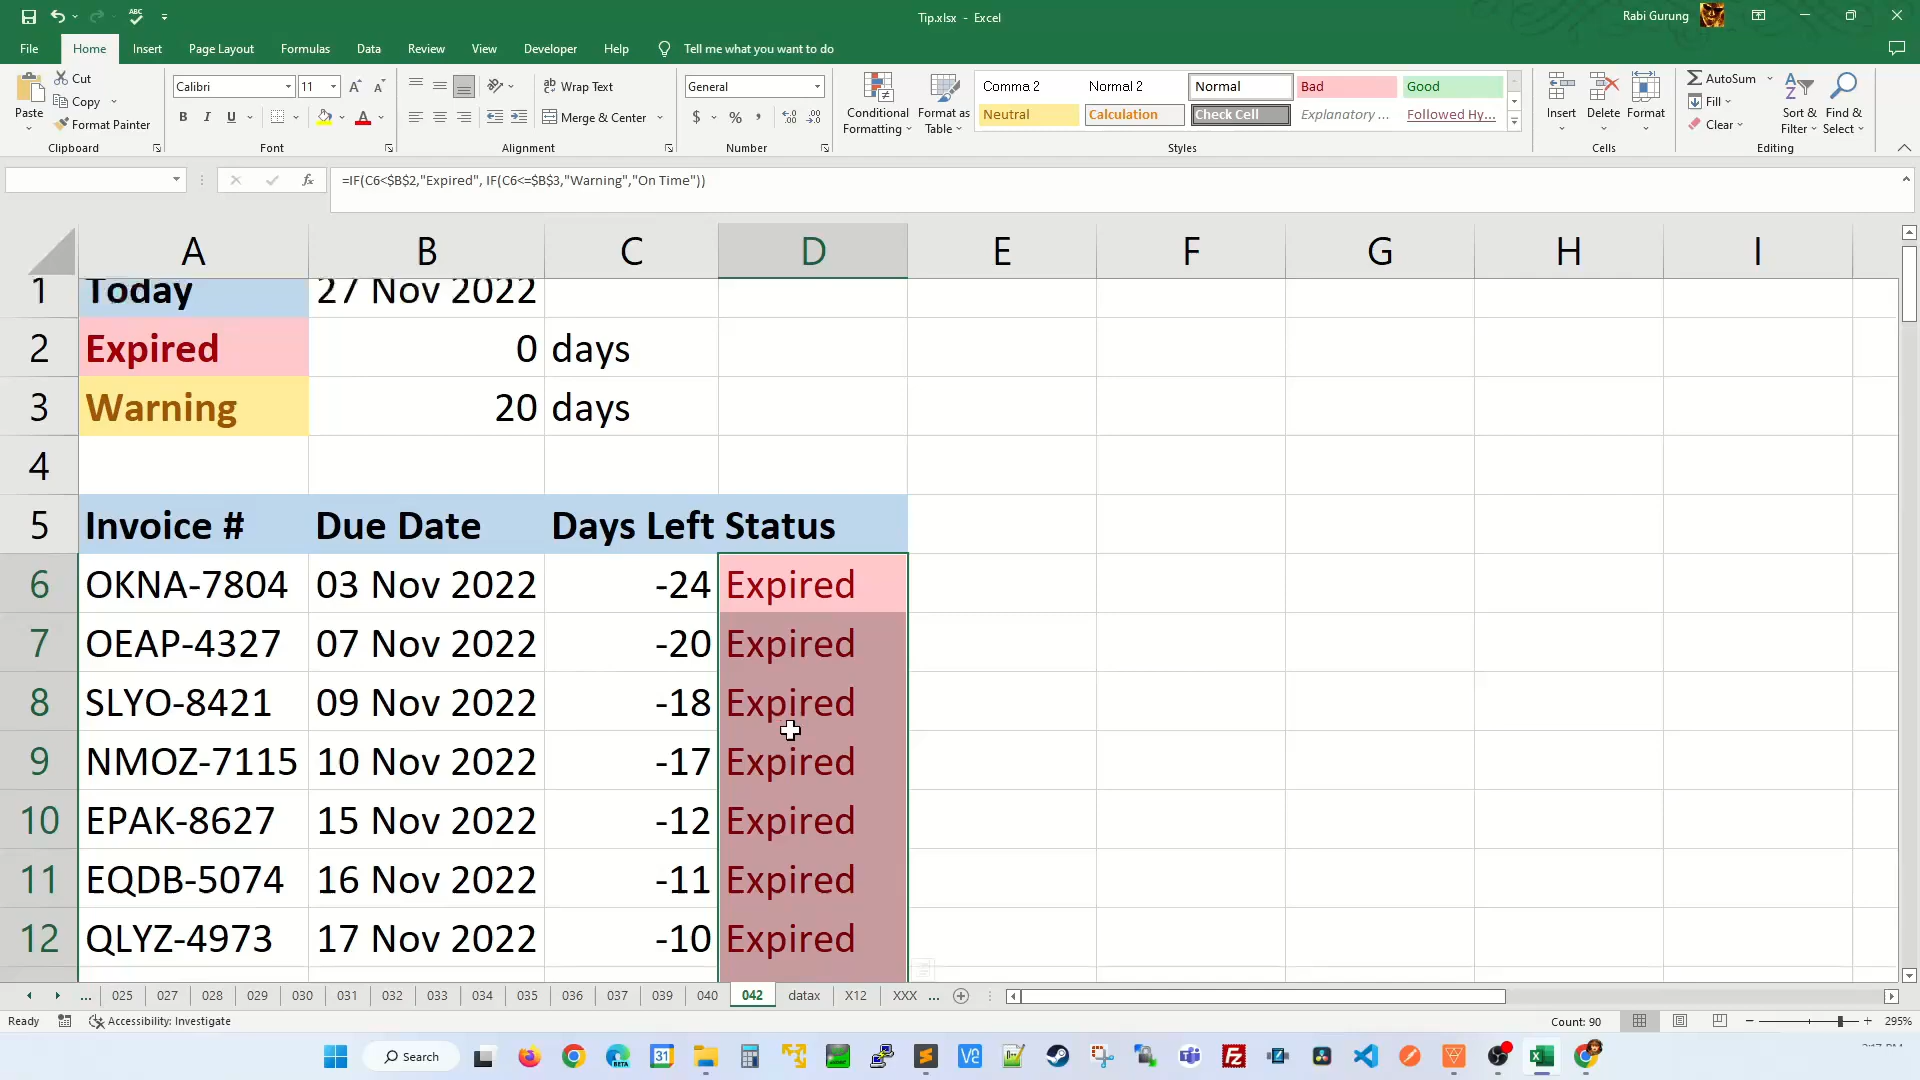 Tip.xlsx - Excel
Rabi Gurung
File Home Insert Page Layout Formulas Data Review View Developer Help Tell me what you want to do
Paste
Cut
Copy
Format Painter
Clipboard
Calibri 11
B I U
Font
Wrap Text
Merge & Center
Alignment
General
$ % ,
Number
Conditional Formatting
Format as Table
Comma 2 Normal 2 Normal Bad Good
Neutral Calculation Check Cell Explanatory ... Followed Hy...
Styles
Insert Delete Format
Cells
AutoSum
Fill
Clear
Sort & Filter
Find & Select
Editing
fx =IF(C6<$B$2,"Expired", IF(C6<=$B$3,"Warning","On Time"))
A B C D E F G H I
1 Today 27 Nov 2022
2 Expired 0 days
3 Warning 20 days
4
5 Invoice # Due Date Days Left Status
6 OKNA-7804 03 Nov 2022 -24 Expired
7 OEAP-4327 07 Nov 2022 -20 Expired
8 SLYO-8421 09 Nov 2022 -18 Expired
9 NMOZ-7115 10 Nov 2022 -17 Expired
10 EPAK-8627 15 Nov 2022 -12 Expired
11 EQDB-5074 16 Nov 2022 -11 Expired
12 QLYZ-4973 17 Nov 2022 -10 Expired
... 025 027 028 029 030 031 032 033 034 035 036 037 039 040 042 datax X12 XXX ...
Ready Accessibility: Investigate Count: 90 295%
Search